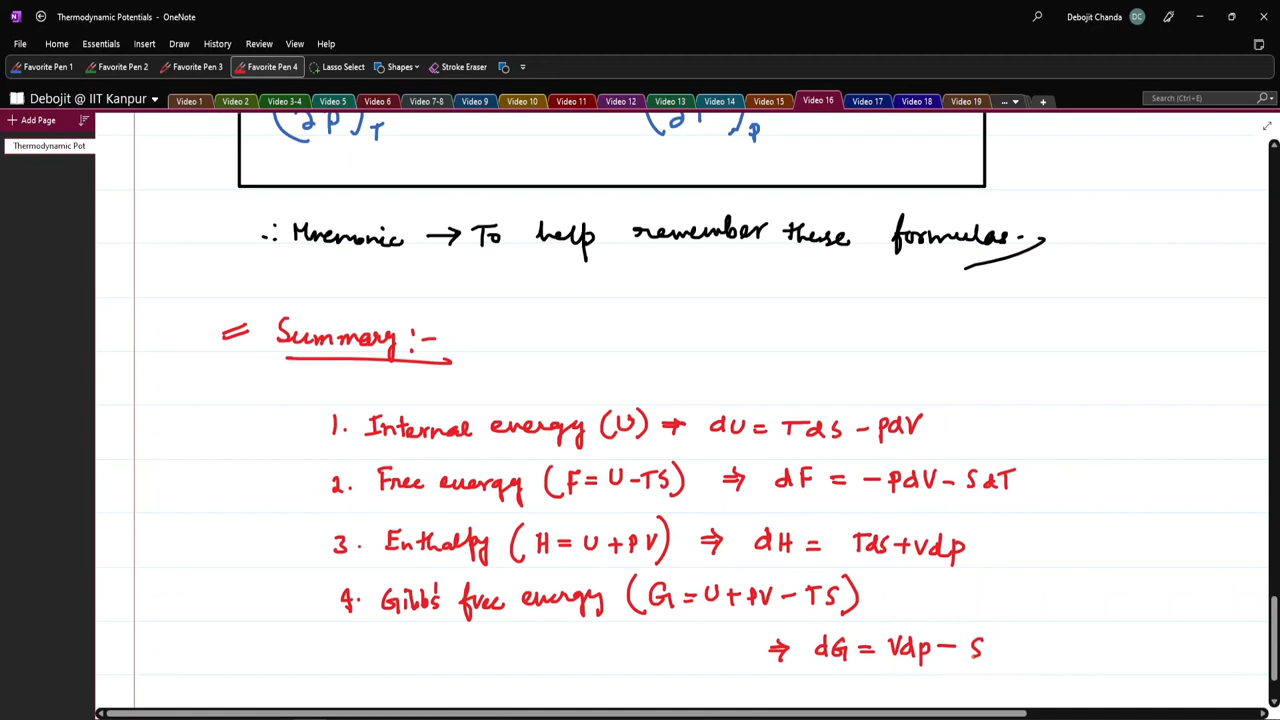 Thermodynamic Potentials - OneNote
Debojit Chanda DC
File Home Essentials Insert Draw History Review View Help
Favorite Pen 1 Favorite Pen 2 Favorite Pen 3 Favorite Pen 4 Lasso Select Shapes Stroke Eraser
Debojit @ IIT Kanpur Video 1 Video 2 Video 3-4 Video 5 Video 6 Video 7-8 Video 9 Video 10 Video 11 Video 12 Video 13 Video 14 Video 15 Video 16 Video 17 Video 18 Video 19 ... + Search (Ctrl+E)
+ Add Page
Thermodynamic Pot
(∂P)T
P
∴ Mnemonic → To help remember these formulas.
= Summary :-
1. Internal energy (U) → dU = TdS - PdV
2. Free energy (F = U - TS) ⇒ dF = - PdV - SdT
3. Enthalpy (H = U + PV) ⇒ dH = Tds + Vdp
4. Gibbs' free energy (G = U + PV - TS)
⇒ dG = Vdp - S